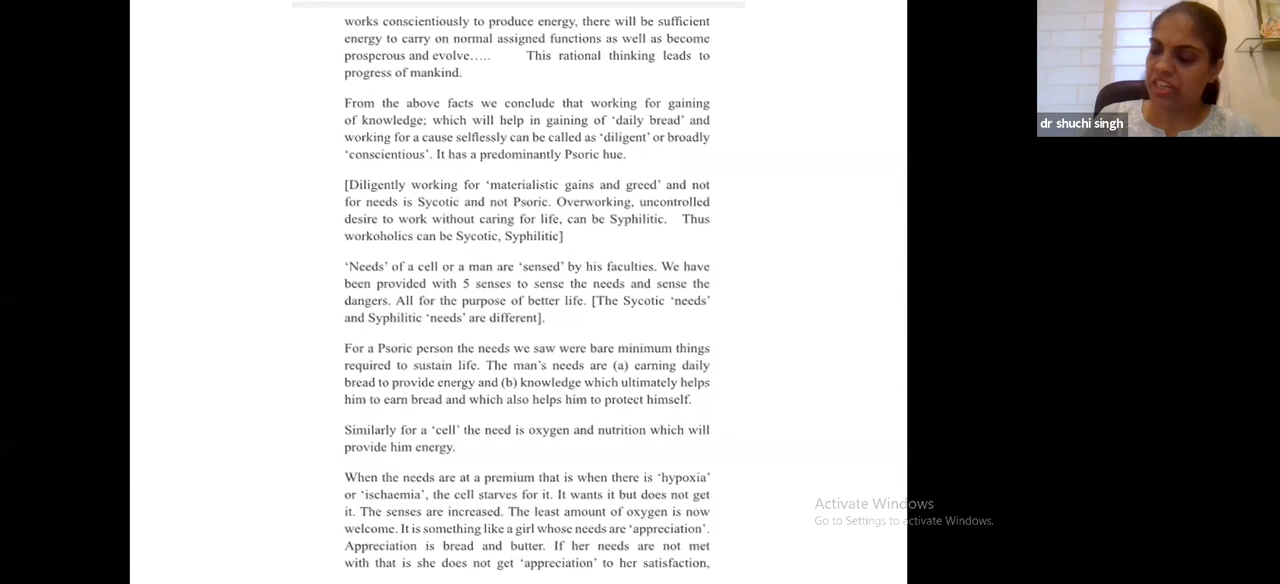 works conscientiously to produce energy, there will be sufficient
energy to carry on normal assigned functions as well as become
prosperous and evolve….. This rational thinking leads to
progress of mankind.
From the above facts we conclude that working for gaining
of knowledge; which will help in gaining of ‘daily bread’ and
working for a cause selflessly can be called as ‘diligent’ or broadly
‘conscientious’. It has a predominantly Psoric hue.
[Diligently working for ‘materialistic gains and greed’ and not
for needs is Sycotic and not Psoric. Overworking, uncontrolled
desire to work without caring for life, can be Syphilitic. Thus
workoholics can be Sycotic, Syphilitic]
‘Needs’ of a cell or a man are ‘sensed’ by his faculties. We have
been provided with 5 senses to sense the needs and sense the
dangers. All for the purpose of better life. [The Sycotic ‘needs’
and Syphilitic ‘needs’ are different].
For a Psoric person the needs we saw were bare minimum things
required to sustain life. The man’s needs are (a) earning daily
bread to provide energy and (b) knowledge which ultimately helps
him to earn bread and which also helps him to protect himself.
Similarly for a ‘cell’ the need is oxygen and nutrition which will
provide him energy.
When the needs are at a premium that is when there is ‘hypoxia’
or ‘ischaemia’, the cell starves for it. It wants it but does not get
it. The senses are increased. The least amount of oxygen is now
welcome. It is something like a girl whose needs are ‘appreciation’.
Appreciation is bread and butter. If her needs are not met
with that is she does not get ‘appreciation’ to her satisfaction,
dr shuchi singh
Activate Windows
Go to Settings to activate Windows.